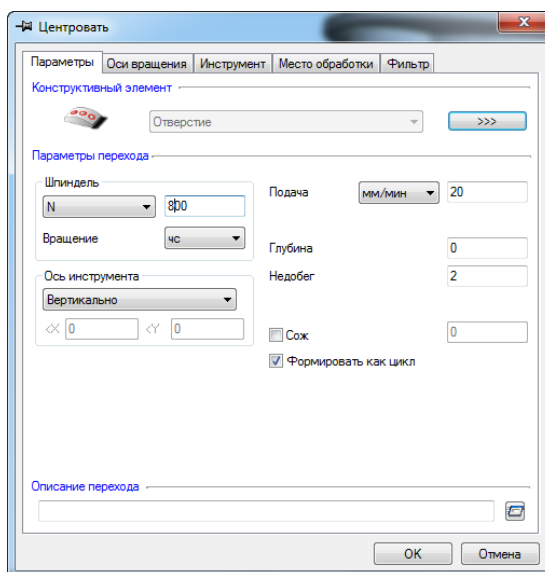 Центровать
Параметры Оси вращения Инструмент Место обработки Фильтр
Конструктивный элемент
Отверстие >>>
Параметры перехода
Шпиндель
N 800
Вращение чс
Подача мм/мин 20
Глубина 0
Недобег 2
Ось инструмента
Вертикально
<X 0 <Y 0
Сож 0
Формировать как цикл
Описание перехода
OK Отмена